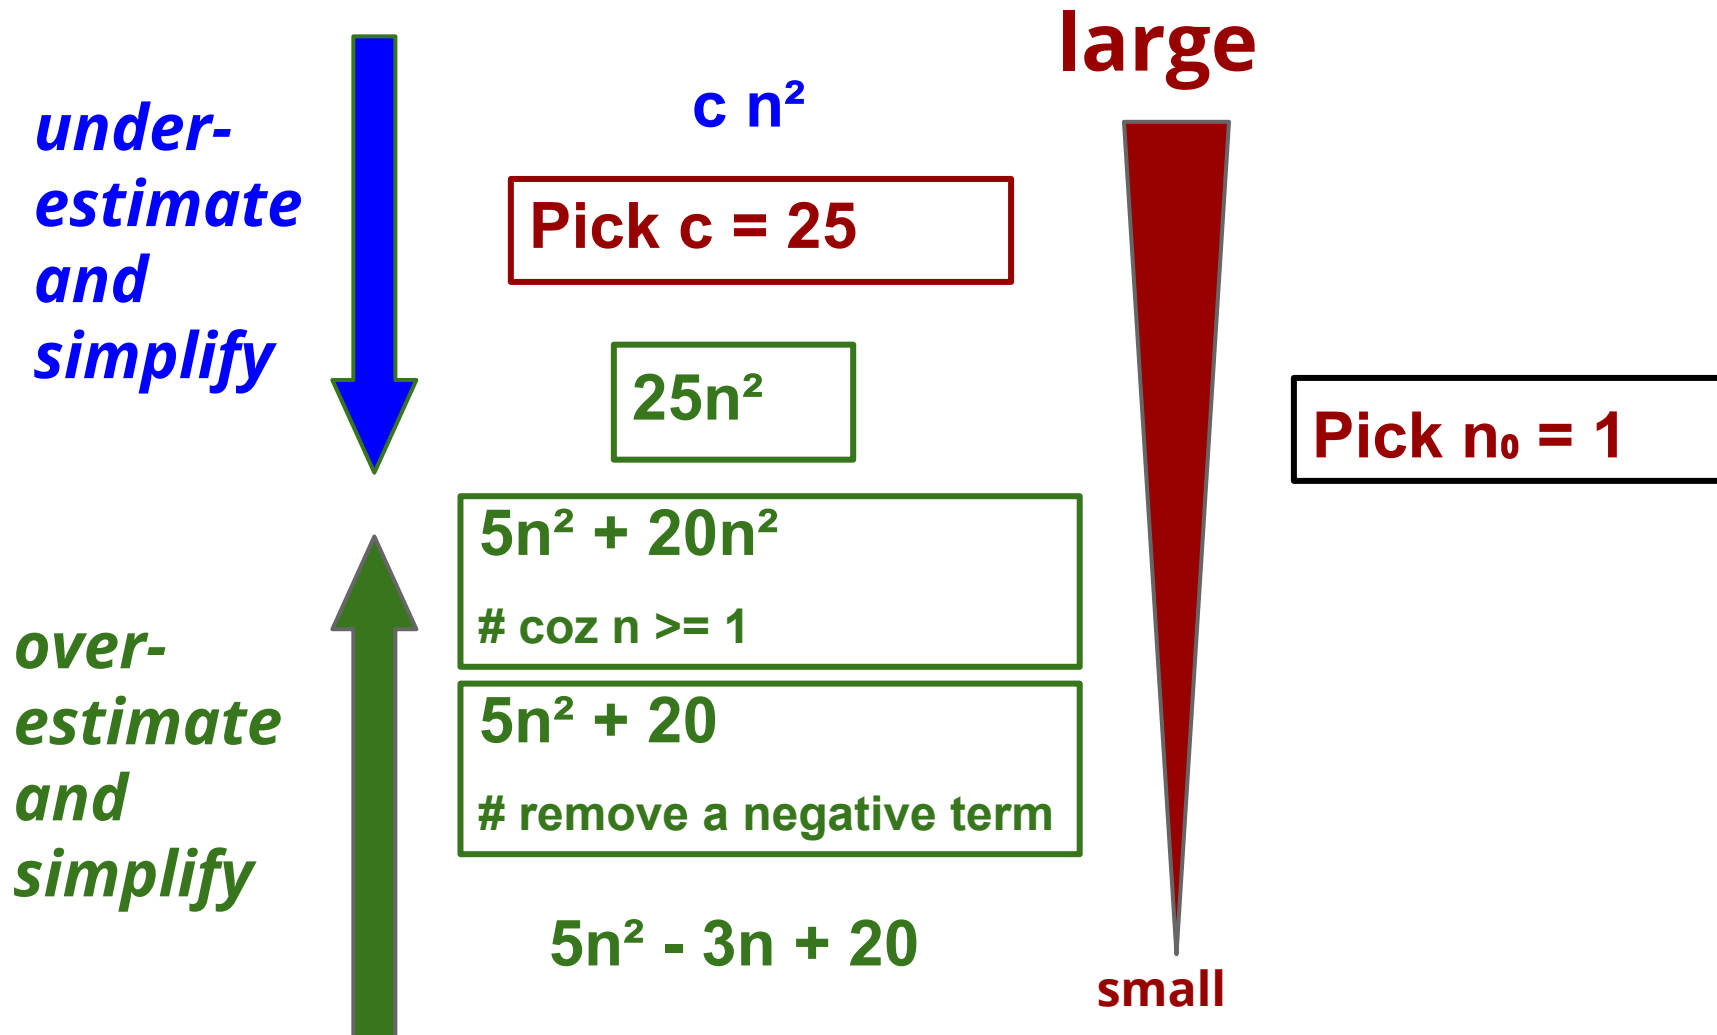 large
under-
estimate
and
simplify
c n²
Pick c = 25
25n²
Pick n₀ = 1
5n² + 20n²
# coz n >= 1
over-
estimate
and
simplify
5n² + 20
# remove a negative term
5n² - 3n + 20
small